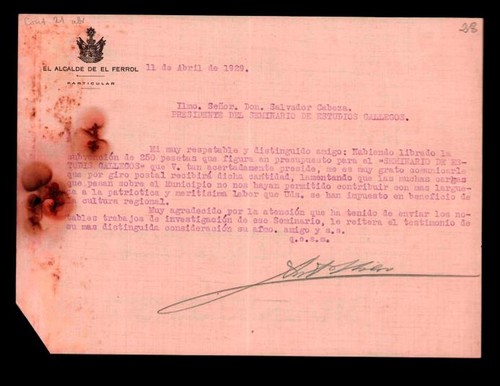 Cont. 21 abl.
38
EL ALCALDE DE EL FERROL
PARTICULAR
11 de Abril de 1929.
Ilmo. Señor. Don. Salvador Cabeza.
PRESIDENTE DEL SEMINARIO DE ESTUDIOS GALLEGOS.
Mi muy respetable y distinguido amigo: Habiendo librado la
subvención de 250 pesetas que figura en presupuesto para el «SEMINARIO DE ES-
TUDIOS GALLEGOS» que V. tan acertadamente preside, me es muy grato comunicarle
que por giro postal recibirá dicha cantidad, lamentando que las muchas cargas
que pesan sobre el Municipio no nos hayan permitido contribuir con mas largue-
za a la patriotica y meritisima labor que Uds. se han impuesto en beneficio de
cultura regional.
Muy agradecido por la atención que ha tenido de enviar los no-
tables trabajos de investigación de ese Seminario, le reitera el testimonio de
su mas distinguida consideración su afmo. amigo y s.s.
q.e.s.m.